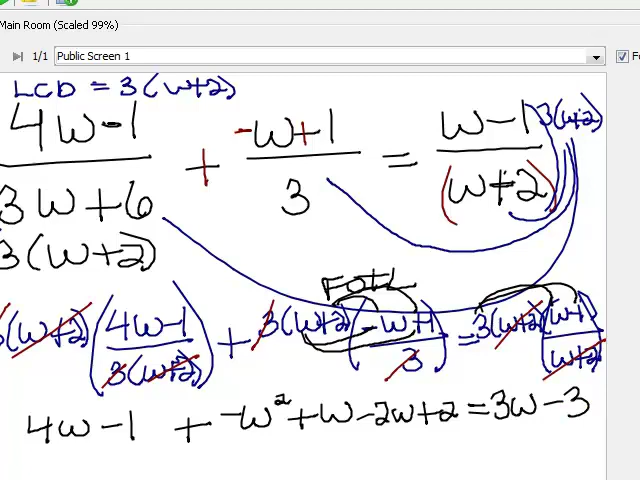 Main Room (Scaled 99%)
1/1 Public Screen 1
LCD = 3(w+2)
4w-1 / 3w+6 + -w+1 / 3 = w-1 / (w+2) 3(w+2)
3(w+2)
FOIL
3(w+2) (4w-1 / 3(w+2)) + 3(w+2) (-w+1 / 3) = 3(w+2) (w-1 / (w+2))
4w-1 + -w²+w-2w+2=3w-3